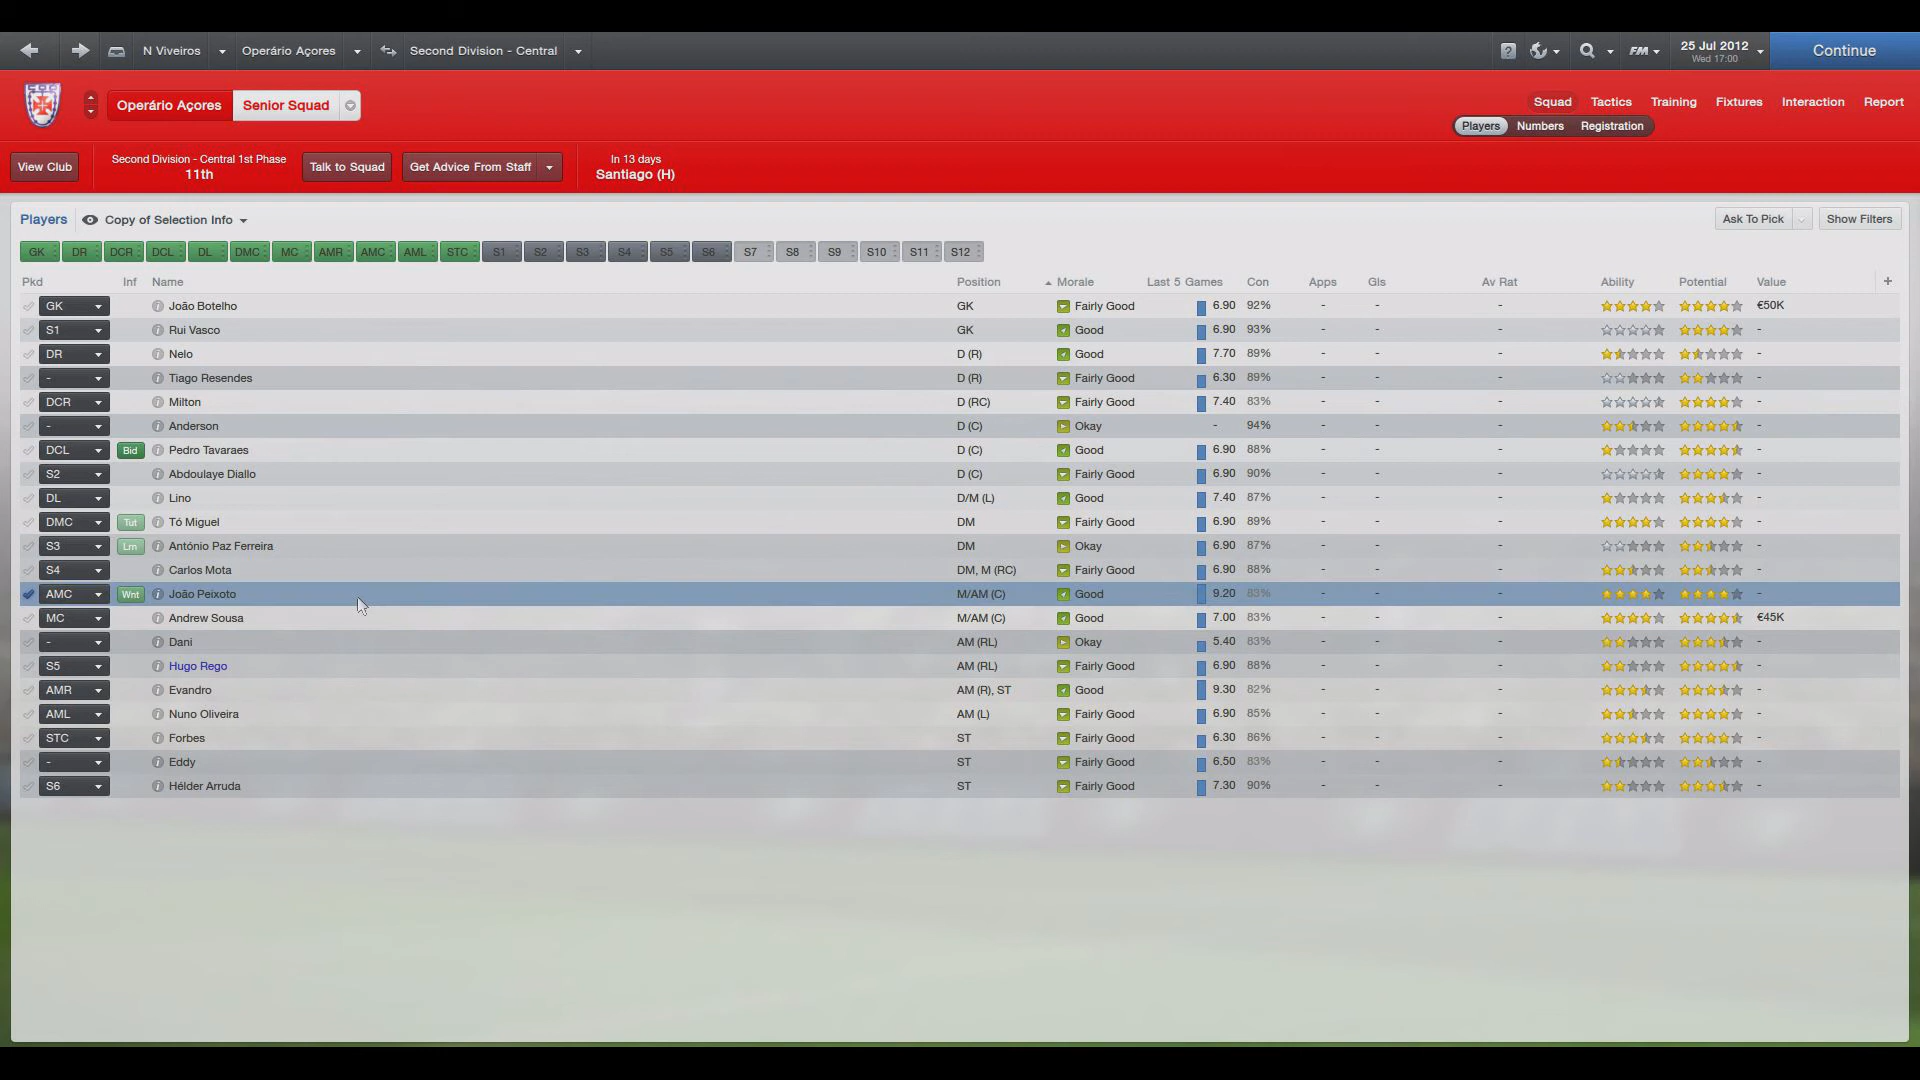 N Viveiros Operário Açores Second Division - Central ? FM 25 Jul 2012 Wed 17:00 Continue
Operário Açores Senior Squad Squad Tactics Training Fixtures Interaction Report
Players Numbers Registration
View Club Second Division - Central 1st Phase 11th Talk to Squad Get Advice From Staff In 13 days Santiago (H)
Players Copy of Selection Info Ask To Pick Show Filters
GK DR DCR DCL DL DMC MC AMR AMC AML STC S1 S2 S3 S4 S5 S6 S7 S8 S9 S10 S11 S12
Pkd Inf Name Position Morale Last 5 Games Con Apps Gls Av Rat Ability Potential Value +
GK João Botelho GK Fairly Good 6.90 92% - - - €50K
S1 Rui Vasco GK Good 6.90 93% - - - -
DR Nelo D (R) Good 7.70 89% - - - -
- Tiago Resendes D (R) Fairly Good 6.30 89% - - - -
DCR Milton D (RC) Fairly Good 7.40 83% - - - -
- Anderson D (C) Okay - 94% - - - -
DCL Bid Pedro Tavaraes D (C) Good 6.90 88% - - - -
S2 Abdoulaye Diallo D (C) Fairly Good 6.90 90% - - - -
DL Lino D/M (L) Good 7.40 87% - - - -
DMC Tut Tó Miguel DM Fairly Good 6.90 89% - - - -
S3 Lrn António Paz Ferreira DM Okay 6.90 87% - - - -
S4 Carlos Mota DM, M (RC) Fairly Good 6.90 88% - - - -
AMC Wnt João Peixoto M/AM (C) Good 9.20 83% - - - -
MC Andrew Sousa M/AM (C) Good 7.00 83% - - - €45K
- Dani AM (RL) Okay 5.40 83% - - - -
S5 Hugo Rego AM (RL) Fairly Good 6.90 88% - - - -
AMR Evandro AM (R), ST Good 9.30 82% - - - -
AML Nuno Oliveira AM (L) Fairly Good 6.90 85% - - - -
STC Forbes ST Fairly Good 6.30 86% - - - -
- Eddy ST Fairly Good 6.50 83% - - - -
S6 Hélder Arruda ST Fairly Good 7.30 90% - - - -